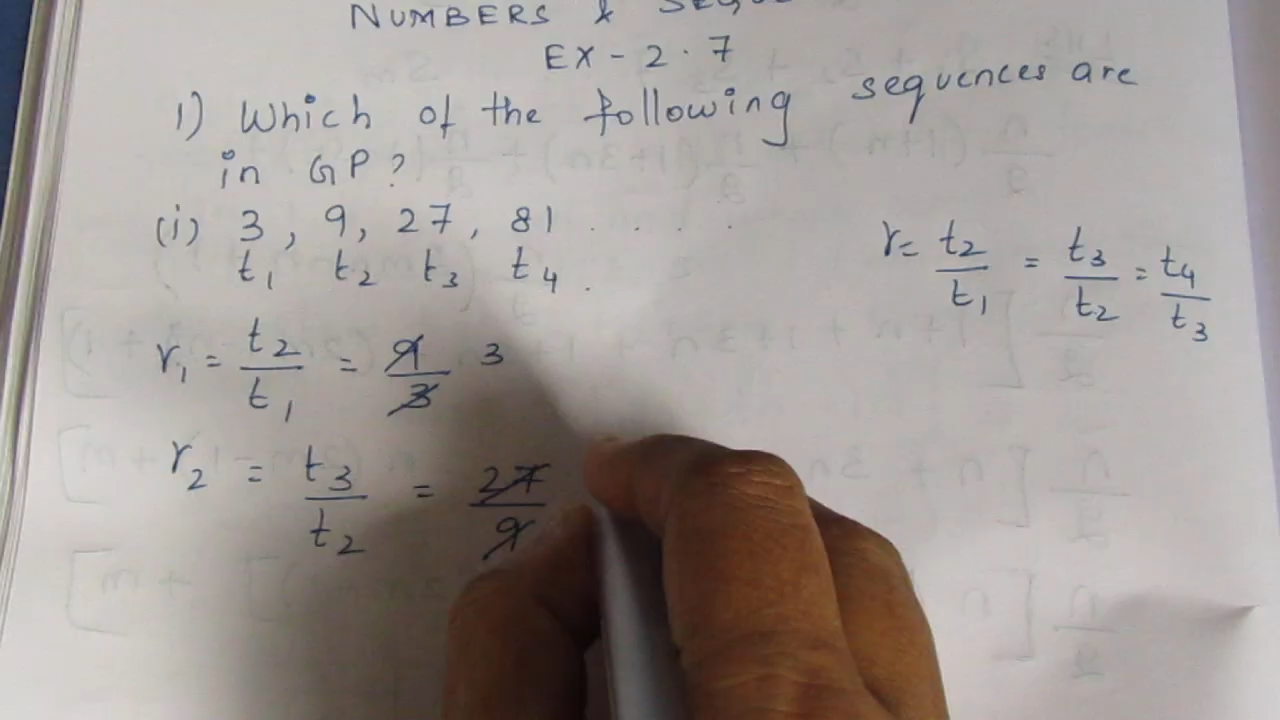 NUMBERS &
EX - 2.7
1) Which of the following sequences are
in GP?
(i) 3, 9, 27, 81 . . . . .
t1 t2 t3 t4 .
r = t2/t1 = t3/t2 = t4/t3
r1 = t2/t1 = 9/3 3
r2 = t3/t2 = 27/9